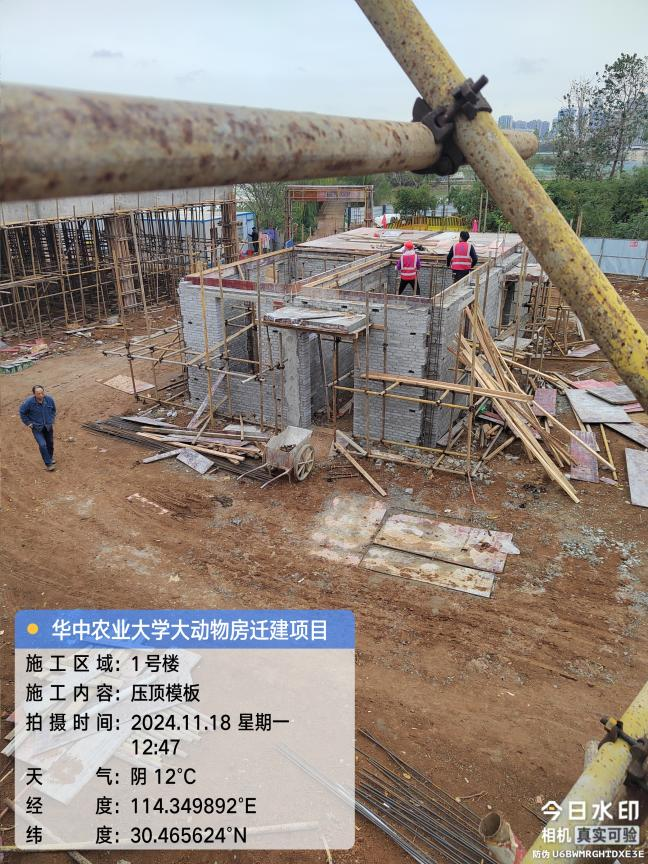 华中农业大学大动物房迁建项目
施工区域：1号楼
施工内容：压顶模板
拍摄时间：2024.11.18 星期一
12:47
天气：阴 12℃
经度：114.349892°E
纬度：30.465624°N
今日水印
相机 真实可验
防伪 U6BWMRGHTDXE3E